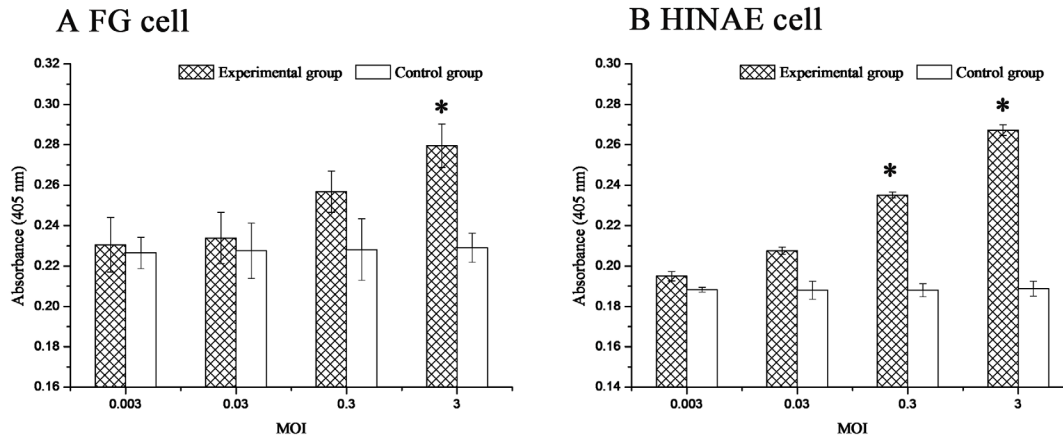 A FG cell
Experimental group Control group
0.32
0.30
0.28
0.26
0.24
0.22
0.20
0.18
0.16
Absorbance (405 nm)
*
0.003 0.03 0.3 3
MOI
B HINAE cell
Experimental group Control group
0.30
0.28
0.26
0.24
0.22
0.20
0.18
0.16
0.14
Absorbance (405 nm)
*
*
0.003 0.03 0.3 3
MOI